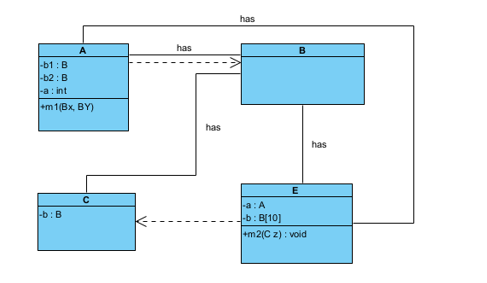 has
A
-b1 : B
-b2 : B
-a : int
+m1(Bx, BY)
has
B
has
has
C
-b : B
E
-a : A
-b : B[10]
+m2(C z) : void